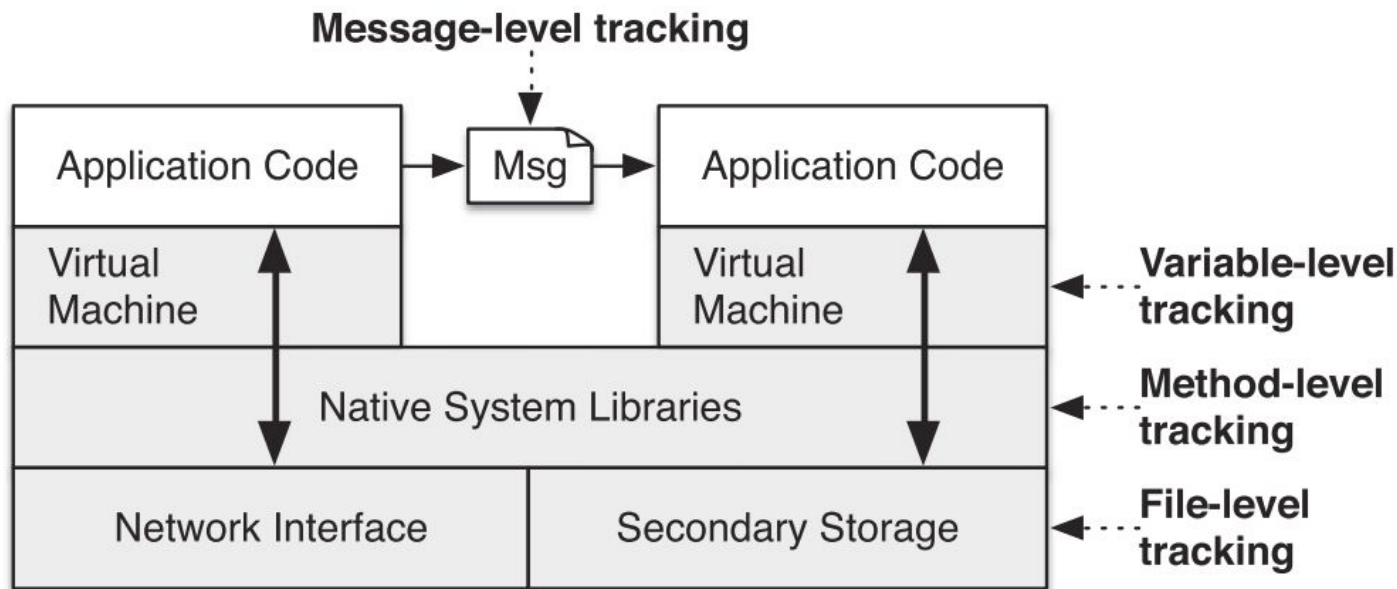 Message-level tracking
Application Code
Msg
Application Code
Virtual
Machine
Virtual
Machine
Variable-level
tracking
Native System Libraries
Method-level
tracking
Network Interface
Secondary Storage
File-level
tracking